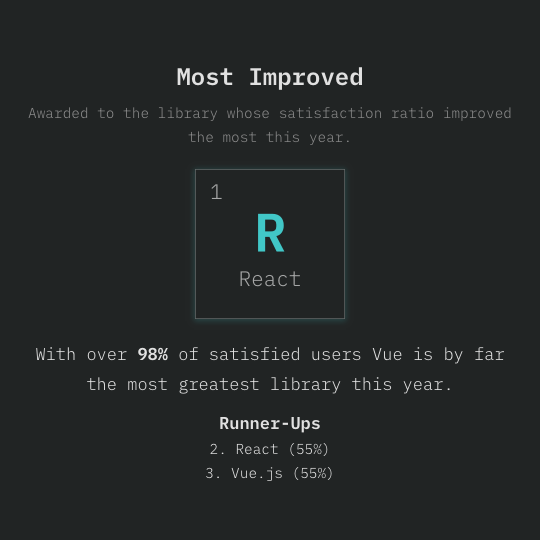 Most Improved
Awarded to the library whose satisfaction ratio improved
the most this year.
1
R
React
With over 98% of satisfied users Vue is by far
the most greatest library this year.
Runner-Ups
2. React (55%)
3. Vue.js (55%)